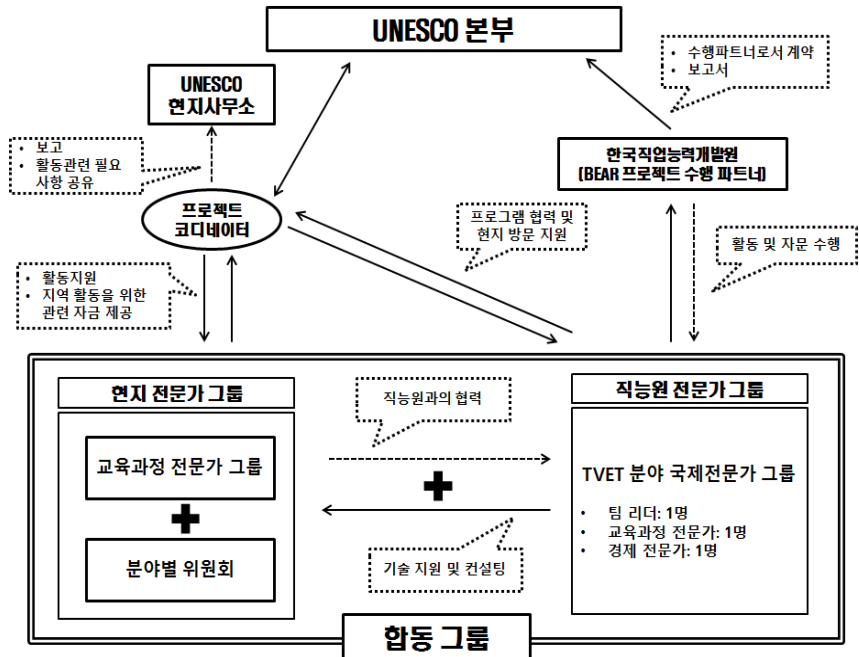 UNESCO 본부
• 수행파트너로서 계약
• 보고서
UNESCO
현지사무소
• 보고
• 활동관련 필요
사항 공유
한국직업능력개발원
(BEAR 프로젝트 수행 파트너)
프로젝트
코디네이터
프로그램 협력 및
현지 방문 지원
활동 및 자문 수행
• 활동지원
• 지역 활동을 위한
관련 자금 제공
현지 전문가 그룹
직능원 전문가 그룹
직능원과의 협력
교육과정 전문가 그룹
분야별 위원회
TVET 분야 국제전문가 그룹
• 팀 리더: 1명
• 교육과정 전문가: 1명
• 경제 전문가: 1명
기술 지원 및 컨설팅
합동 그룹